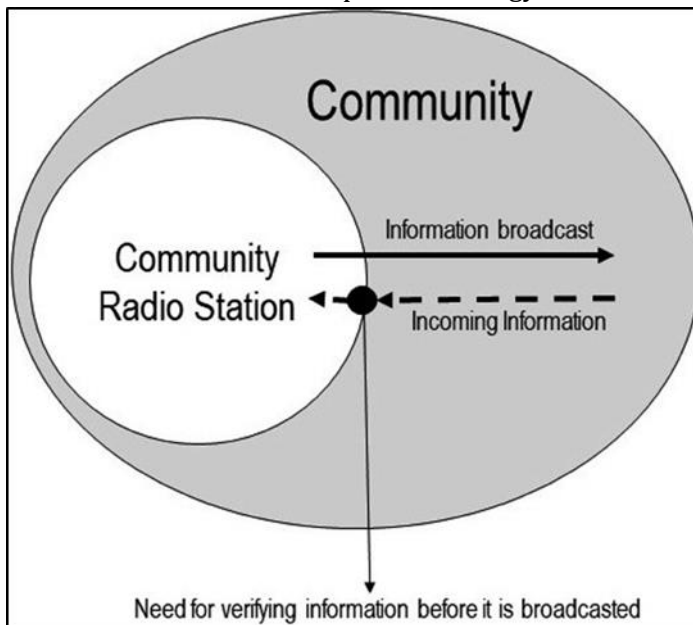 Community
Information broadcast
Community
Radio Station
Incoming Information
Need for verifying information before it is broadcasted